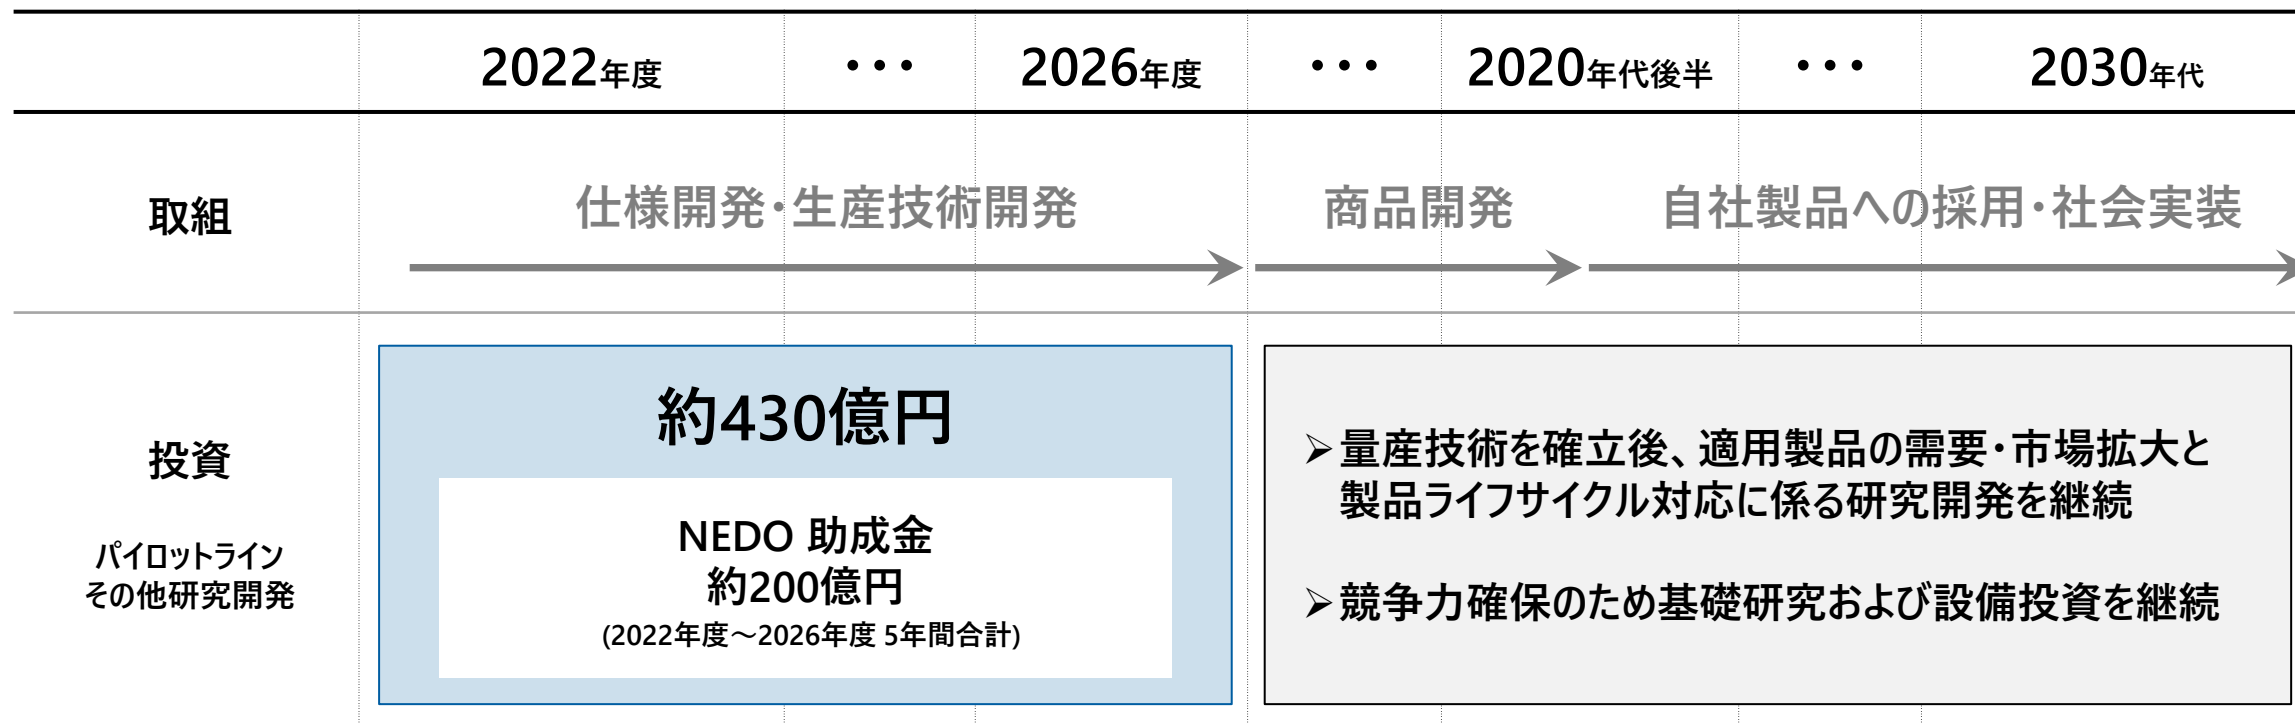 2022年度 ・・・ 2026年度 ・・・ 2020年代後半 ・・・ 2030年代
取組
仕様開発・生産技術開発 商品開発 自社製品への採用・社会実装
投資
パイロットライン
その他研究開発
約430億円
NEDO 助成金
約200億円
(2022年度～2026年度 5年間合計)
➢量産技術を確立後、適用製品の需要・市場拡大と
製品ライフサイクル対応に係る研究開発を継続
➢競争力確保のため基礎研究および設備投資を継続